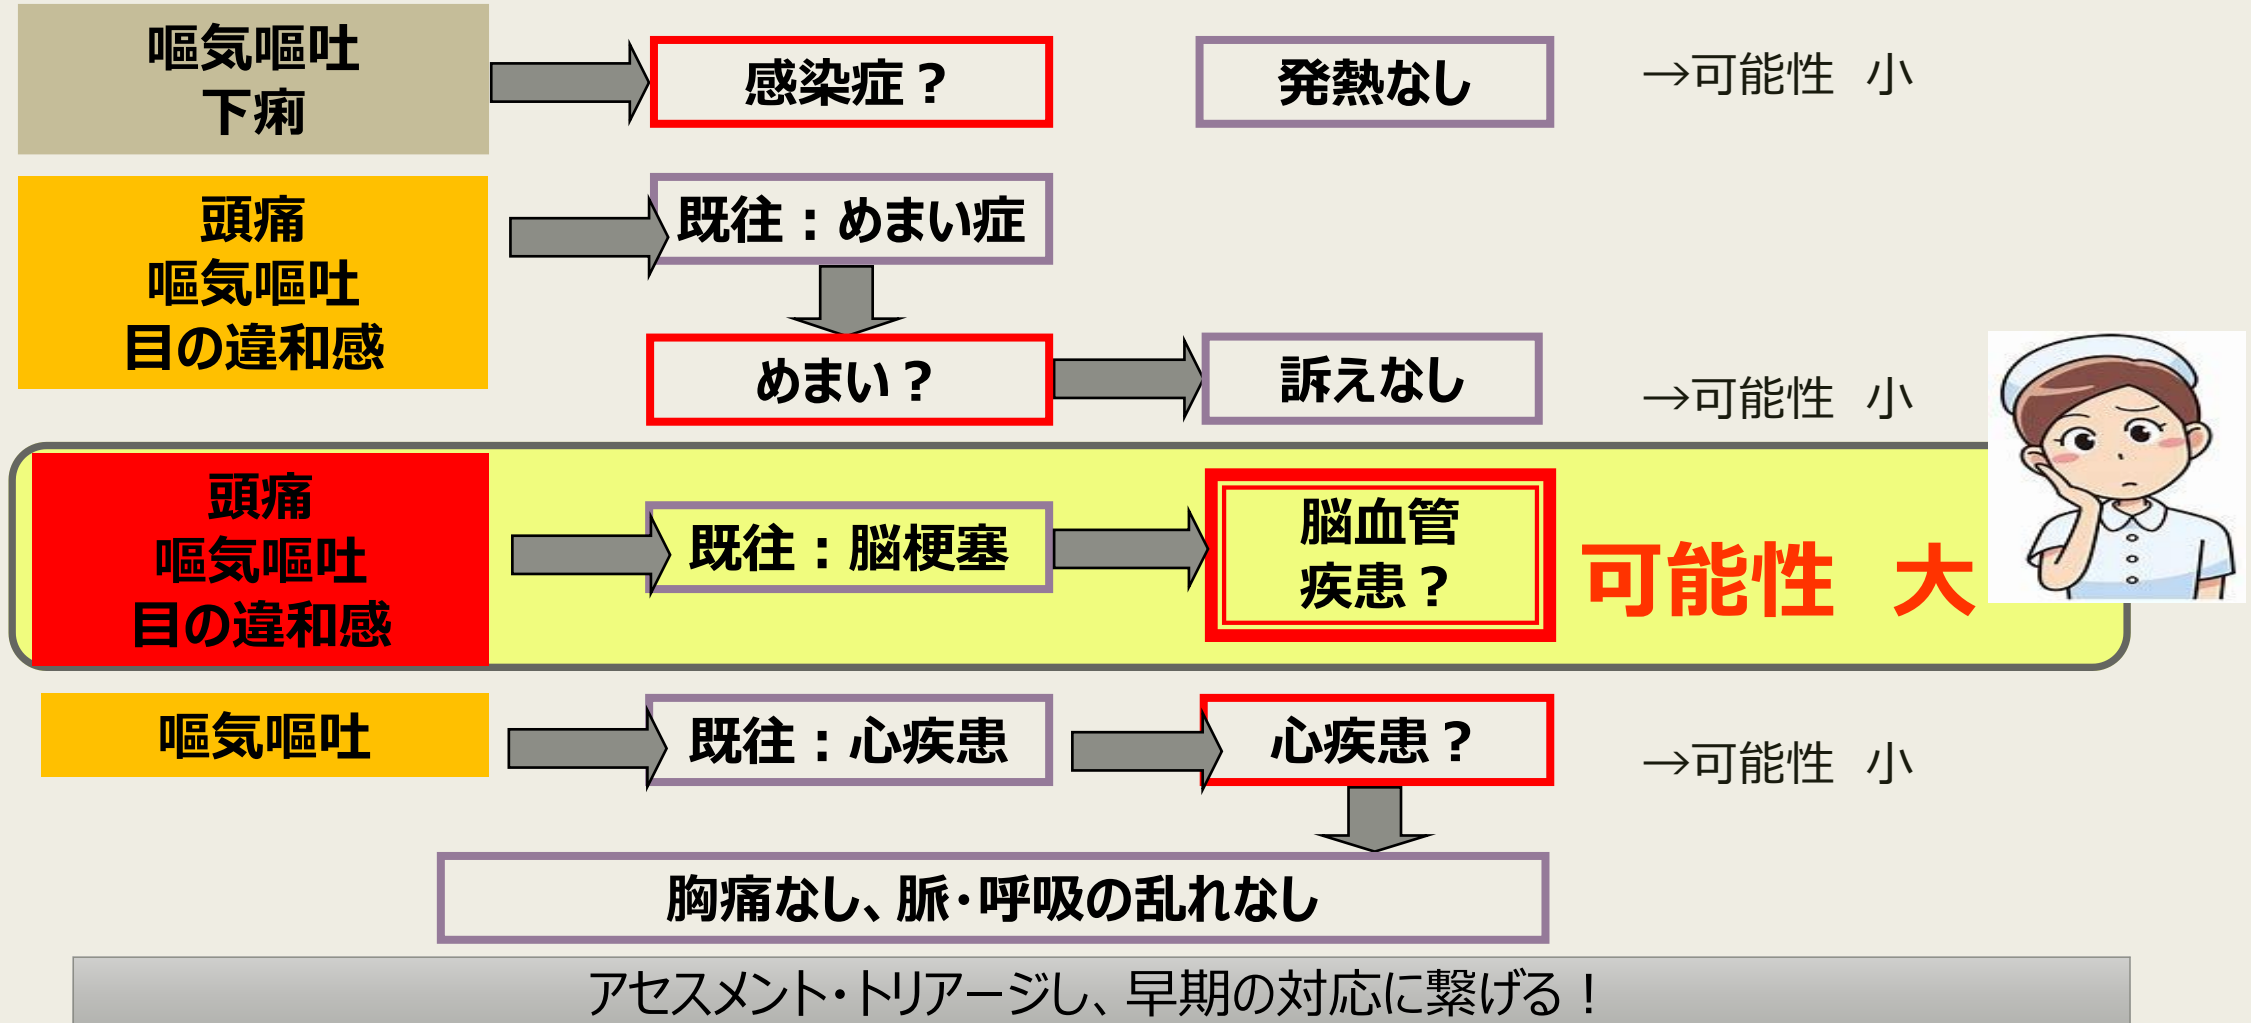 嘔気嘔吐
下痢
感染症？
発熱なし
→可能性　小
頭痛
嘔気嘔吐
目の違和感
既往：めまい症
めまい？
訴えなし
→可能性　小
頭痛
嘔気嘔吐
目の違和感
既往：脳梗塞
脳血管
疾患？
可能性　大
嘔気嘔吐
既往：心疾患
心疾患？
→可能性　小
胸痛なし、脈・呼吸の乱れなし
アセスメント・トリアージし、早期の対応に繋げる！